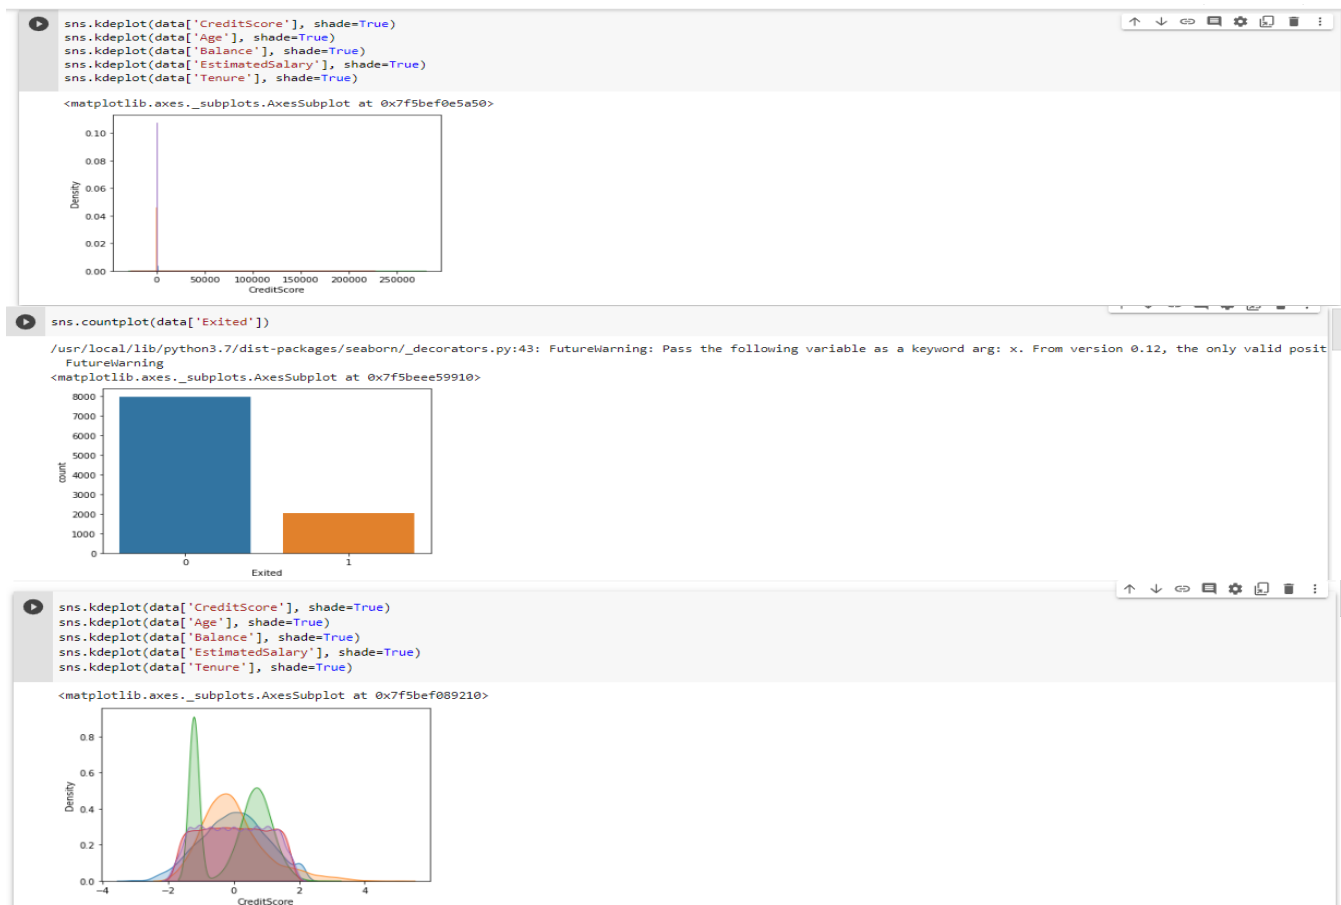 sns.kdeplot(data['CreditScore'], shade=True)
sns.kdeplot(data['Age'], shade=True)
sns.kdeplot(data['Balance'], shade=True)
sns.kdeplot(data['EstimatedSalary'], shade=True)
sns.kdeplot(data['Tenure'], shade=True)
<matplotlib.axes._subplots.AxesSubplot at 0x7f5bef0e5a50>
0.10
0.08
0.06
0.04
0.02
0.00
Density
0 50000 100000 150000 200000 250000
CreditScore
sns.countplot(data['Exited'])
/usr/local/lib/python3.7/dist-packages/seaborn/_decorators.py:43: FutureWarning: Pass the following variable as a keyword arg: x. From version 0.12, the only valid posit
FutureWarning
<matplotlib.axes._subplots.AxesSubplot at 0x7f5beee59910>
8000
7000
6000
5000
4000
3000
2000
1000
0
count
0 1
Exited
sns.kdeplot(data['CreditScore'], shade=True)
sns.kdeplot(data['Age'], shade=True)
sns.kdeplot(data['Balance'], shade=True)
sns.kdeplot(data['EstimatedSalary'], shade=True)
sns.kdeplot(data['Tenure'], shade=True)
<matplotlib.axes._subplots.AxesSubplot at 0x7f5bef089210>
0.8
0.6
0.4
0.2
0.0
Density
−4 −2 0 2 4
CreditScore